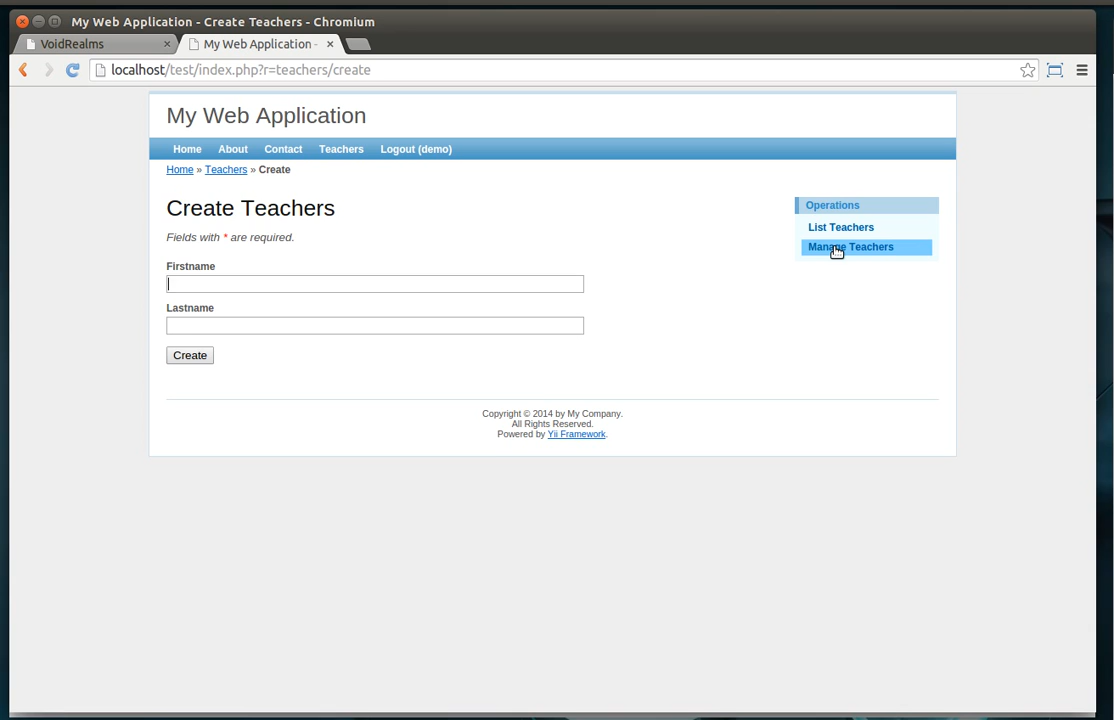 My Web Application - Create Teachers - Chromium
VoidRealms
My Web Application -
localhost/test/index.php?r=teachers/create
My Web Application
Home About Contact Teachers Logout (demo)
Home » Teachers » Create
Create Teachers
Fields with * are required.
Firstname
Lastname
Create
Operations
List Teachers
Manage Teachers
Copyright © 2014 by My Company.
All Rights Reserved.
Powered by Yii Framework.